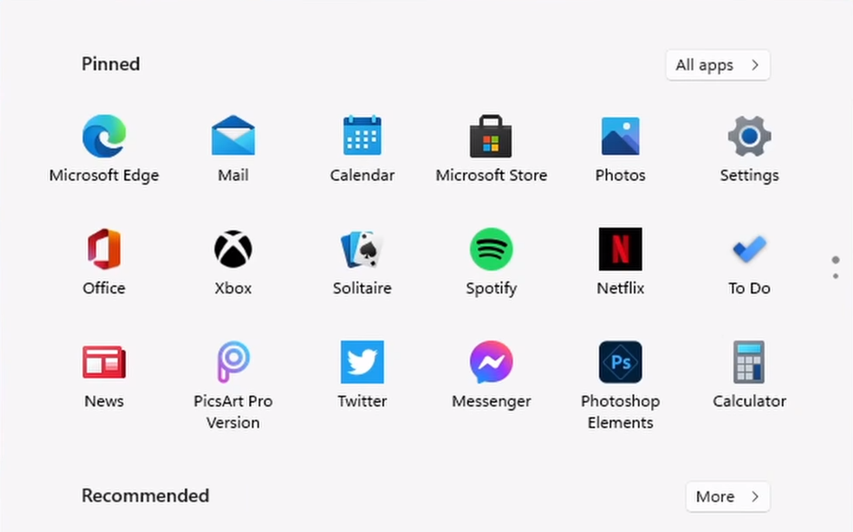 Pinned
All apps
Microsoft Edge
Mail
Calendar
Microsoft Store
Photos
Settings
Office
Xbox
Solitaire
Spotify
Netflix
To Do
News
PicsArt Pro
Version
Twitter
Messenger
Ps
Photoshop
Elements
Calculator
Recommended
More